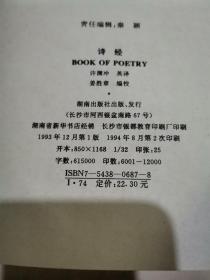 责任编辑：秦 颖
诗 经
BOOK OF POETRY
许渊冲 英译
姜胜章 编校
湖南出版社出版、发行
（长沙市河西银盆南路67号）
湖南省新华书店经销 长沙市银都教育印刷厂印刷
1993年12月第1版 1994年8月第2次印刷
开本：850×1168 1/32 印张：25
字数：615000 印数：6001—12000
ISBN7—5438—0687—8
I·74 定价：22.30元